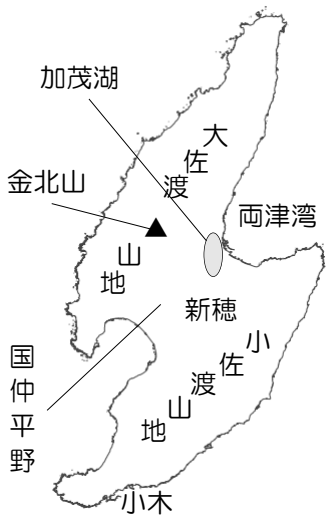 加茂湖
大佐渡山地
金北山
両津湾
新穂
小佐渡山地
国仲平野
小木